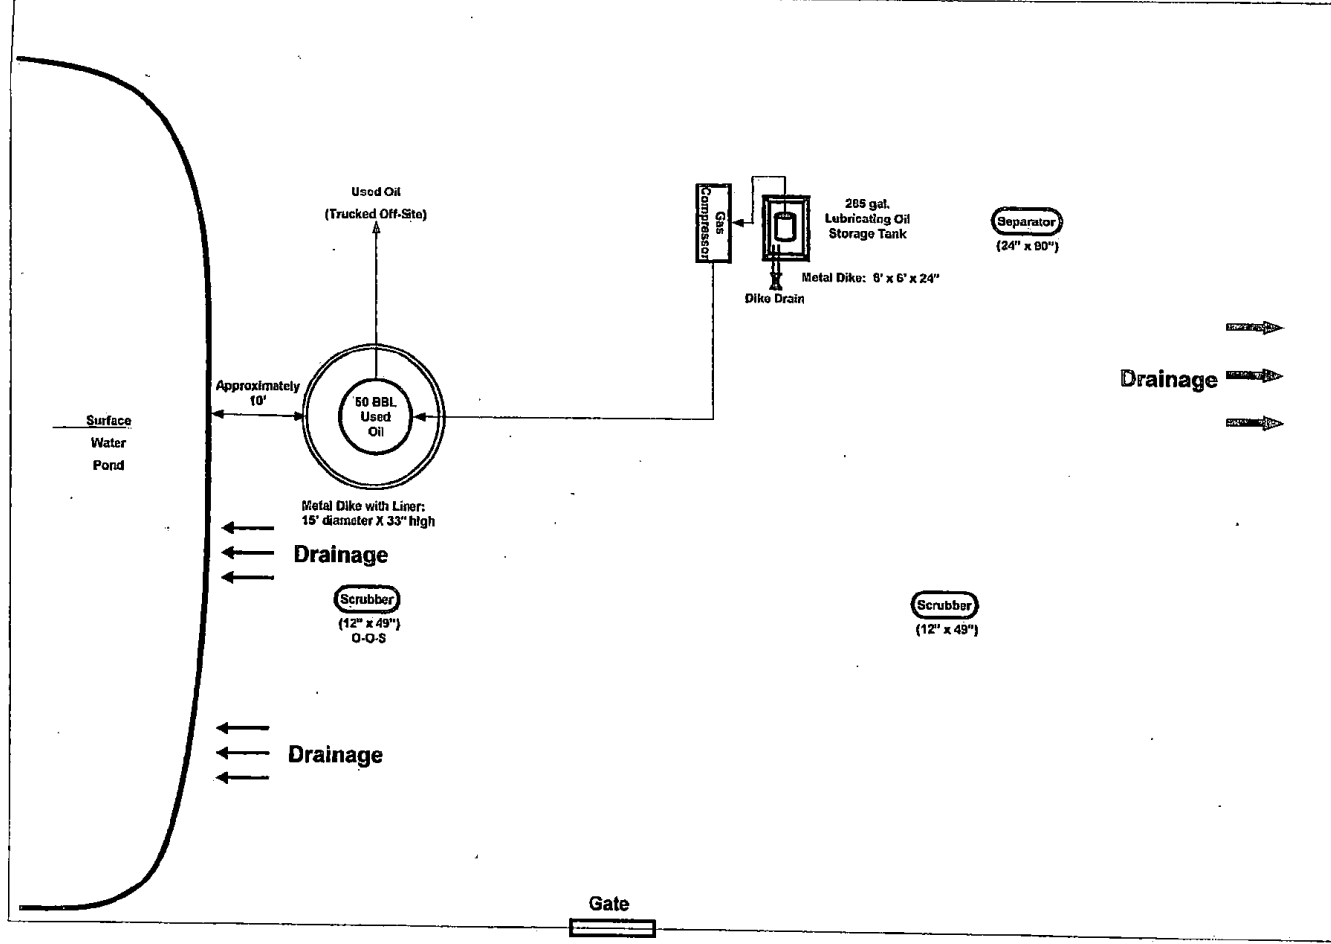 Used Oil
(Trucked Off-Site)
Gas
Compressor
265 gal.
Lubricating Oil
Storage Tank
Separator
(24" x 90")
Metal Dike: 6' x 6' x 24"
Dike Drain
Drainage
Approximately
10'
50 BBL
Used
Oil
Surface
Water
Pond
Metal Dike with Liner:
15' diameter X 33" high
Drainage
Scrubber
(12" x 49")
O-O-S
Scrubber
(12" x 49")
Drainage
Gate